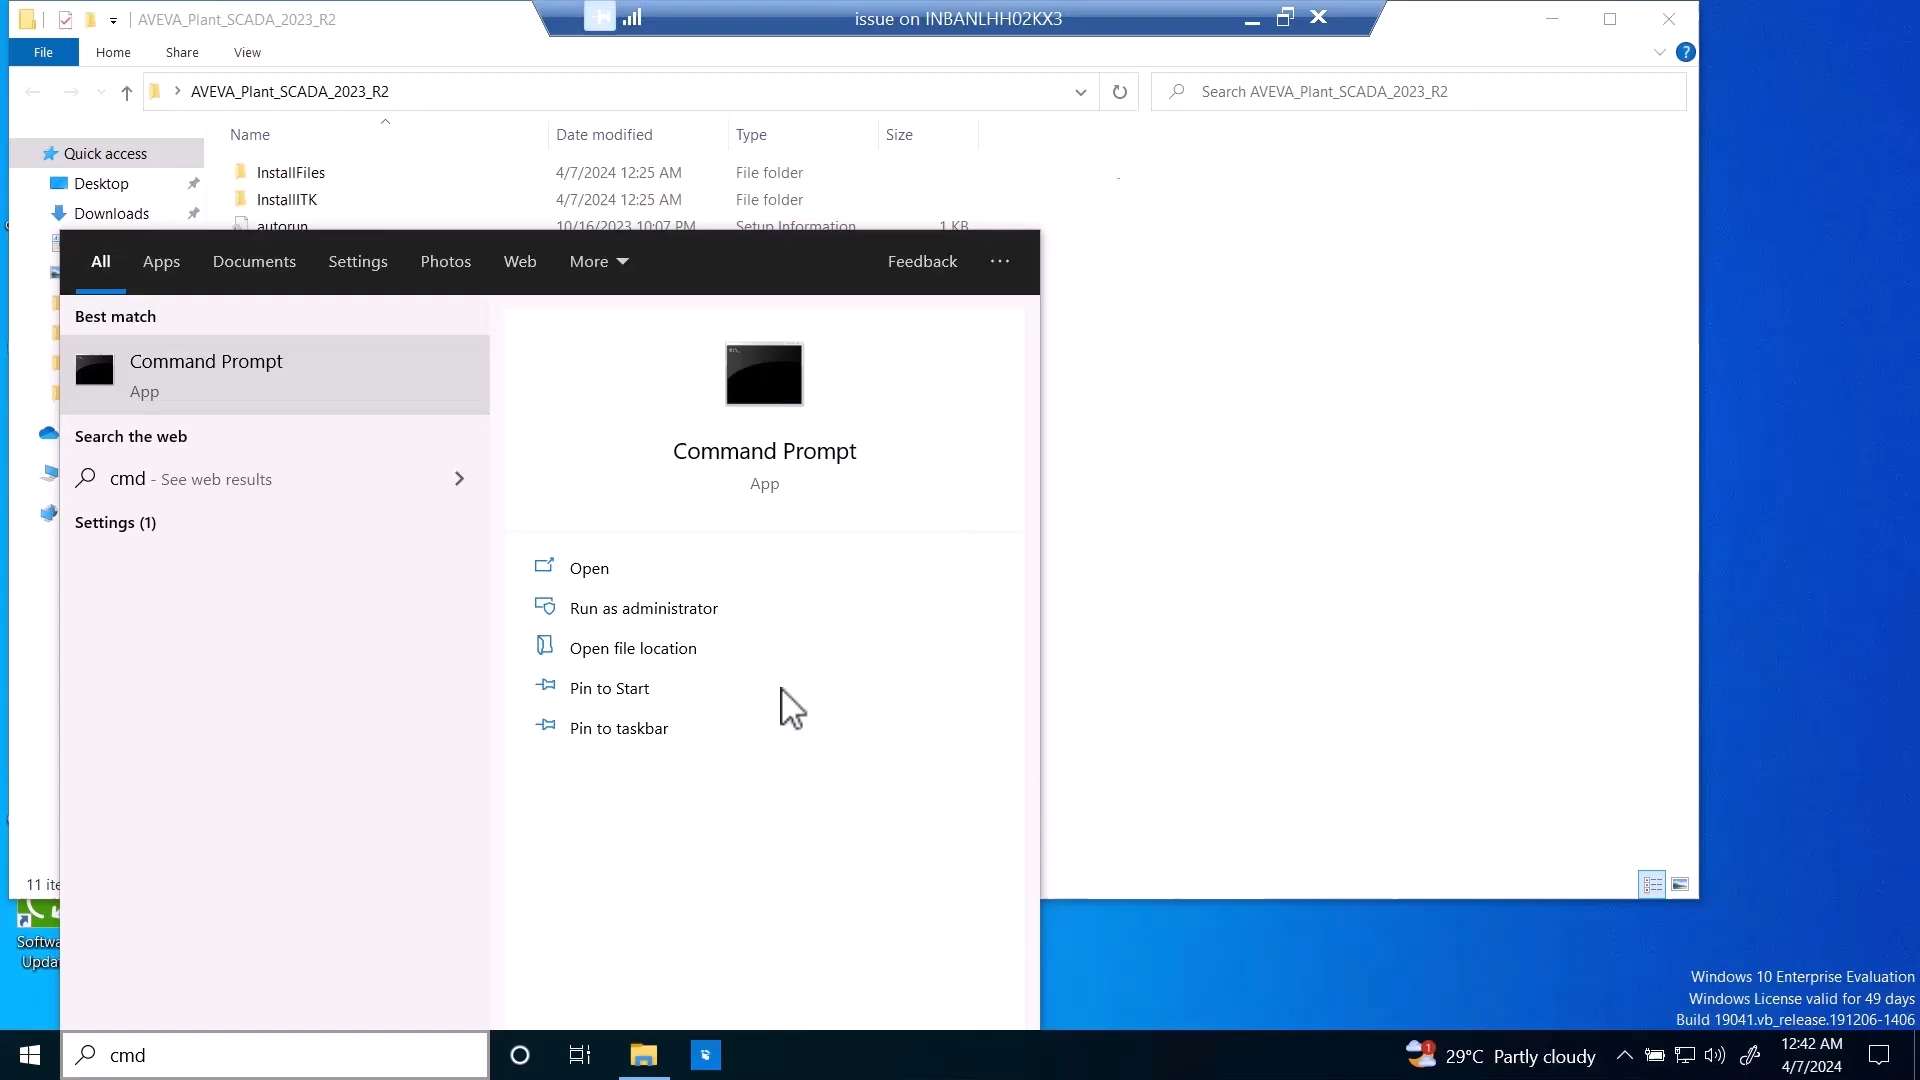 AVEVA_Plant_SCADA_2023_R2
issue on INBANLHH02KX3
File Home Share View
AVEVA_Plant_SCADA_2023_R2
Search AVEVA_Plant_SCADA_2023_R2
Name Date modified Type Size
Quick access
Desktop
Downloads
InstallFiles 4/7/2024 12:25 AM File folder
InstallITK 4/7/2024 12:25 AM File folder
autorun 10/16/2023 10:07 PM Setup Information 1 KB
All Apps Documents Settings Photos Web More Feedback
Best match
Command Prompt
App
Search the web
cmd - See web results
Settings (1)
Command Prompt
App
Open
Run as administrator
Open file location
Pin to Start
Pin to taskbar
11 ite
Softwa
Updat
Windows 10 Enterprise Evaluation
Windows License valid for 49 days
Build 19041.vb_release.191206-1406
cmd
1
29°C Partly cloudy
12:42 AM
4/7/2024